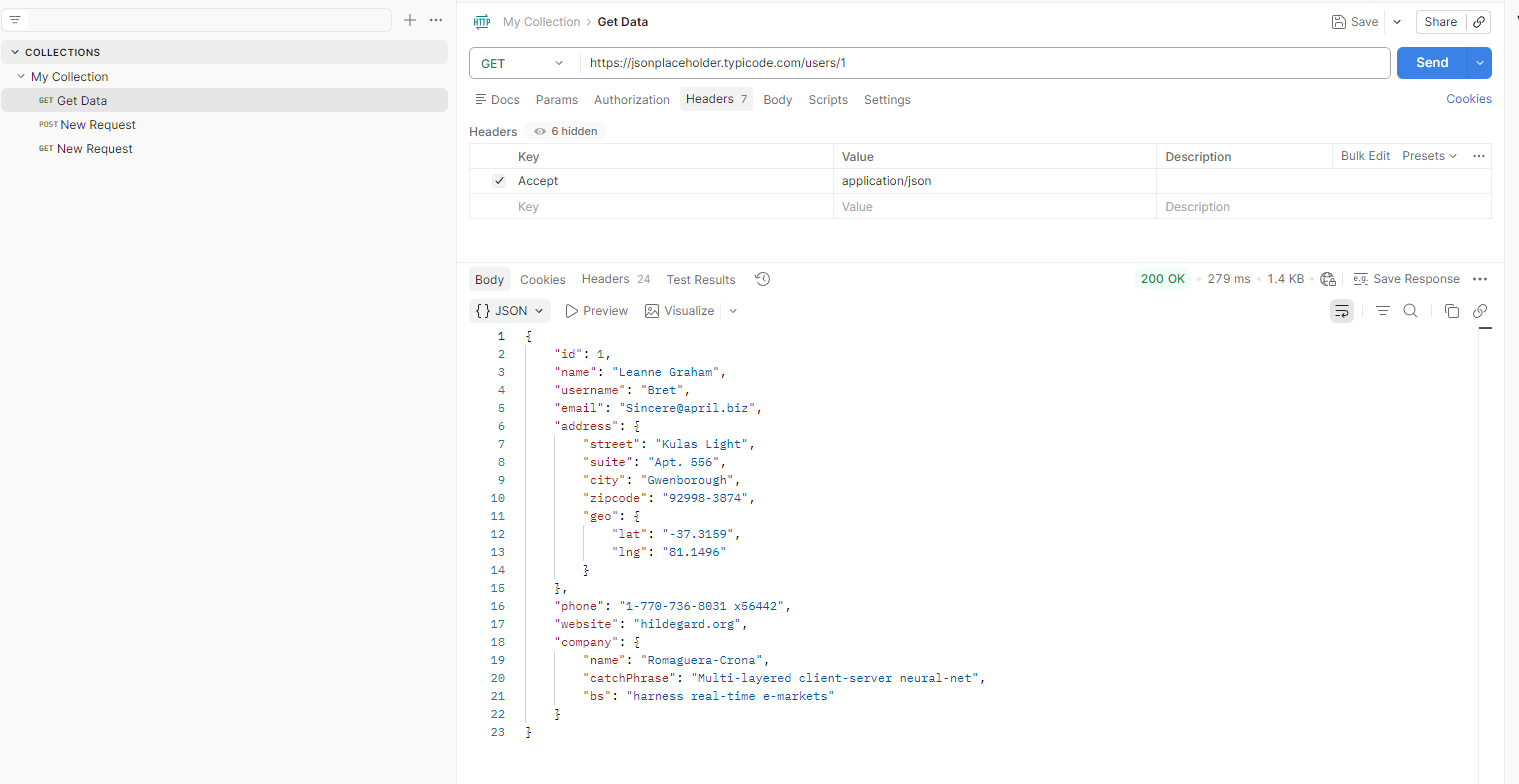 COLLECTIONS
My Collection
GET Get Data
POST New Request
GET New Request
HTTP My Collection > Get Data Save Share
GET https://jsonplaceholder.typicode.com/users/1 Send
Docs Params Authorization Headers 7 Body Scripts Settings Cookies
Headers 6 hidden
Key Value Description Bulk Edit Presets
Accept application/json
Key Value Description
Body Cookies Headers 24 Test Results 200 OK • 279 ms • 1.4 KB • e.g. Save Response
{} JSON Preview Visualize
1 {
2 "id": 1,
3 "name": "Leanne Graham",
4 "username": "Bret",
5 "email": "Sincere@april.biz",
6 "address": {
7 "street": "Kulas Light",
8 "suite": "Apt. 556",
9 "city": "Gwenborough",
10 "zipcode": "92998-3874",
11 "geo": {
12 "lat": "-37.3159",
13 "lng": "81.1496"
14 }
15 },
16 "phone": "1-770-736-8031 x56442",
17 "website": "hildegard.org",
18 "company": {
19 "name": "Romaguera-Crona",
20 "catchPhrase": "Multi-layered client-server neural-net",
21 "bs": "harness real-time e-markets"
22 }
23 }